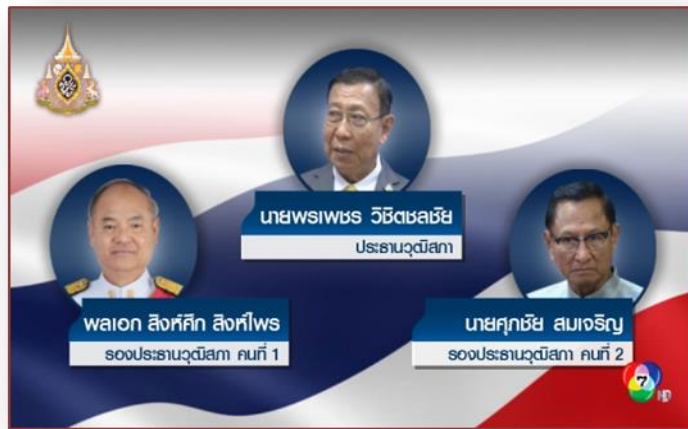 นายพรเพชร วิชิตชลชัย
ประธานวุฒิสภา
พลเอก สิงห์ศึก สิงห์ไพร
รองประธานวุฒิสภา คนที่ 1
นายศุภชัย สมเจริญ
รองประธานวุฒิสภา คนที่ 2
7 HD